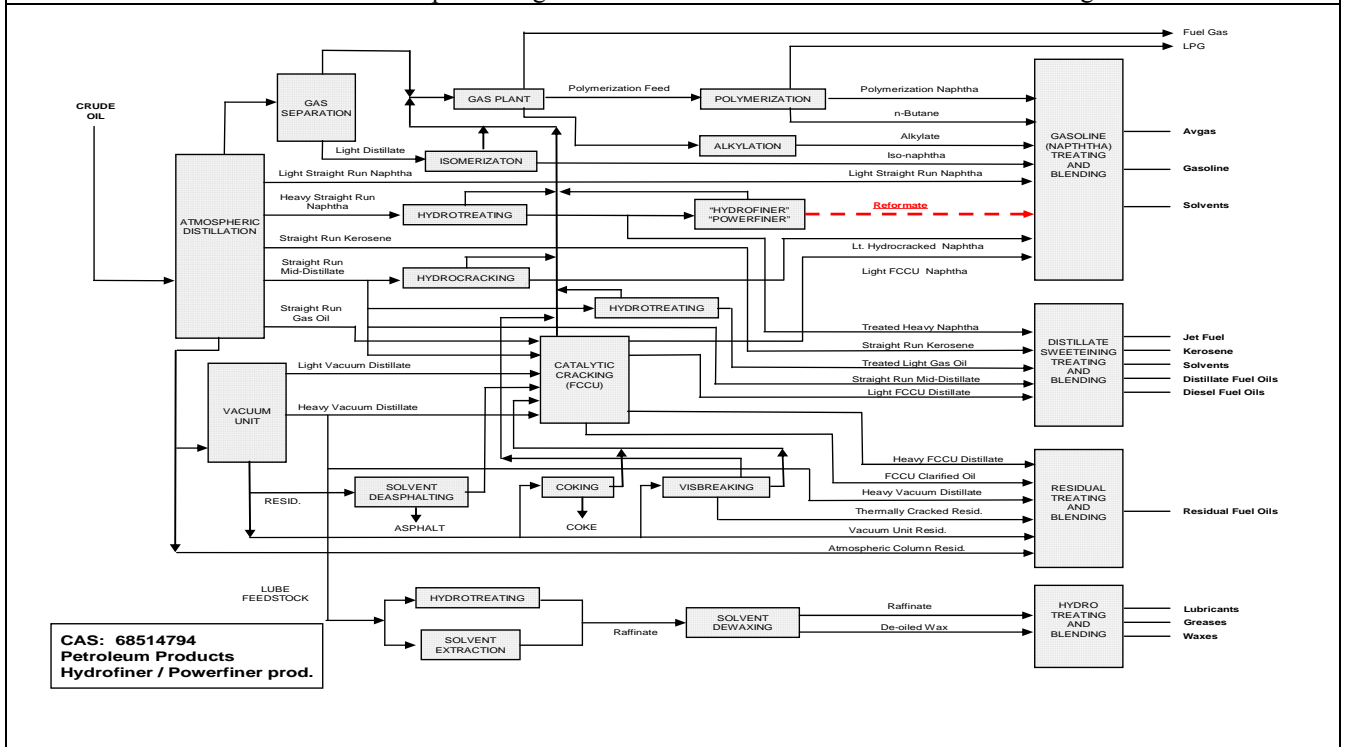 Fuel Gas
LPG
CRUDE
OIL
GAS
SEPARATION
GAS PLANT
Polymerization Feed
POLYMERIZATION
Polymerization Naphtha
n-Butane
Light Distillate
ISOMERIZATON
ALKYLATION
Alkylate
Iso-naphtha
Light Straight Run Naphtha
Light Straight Run Naphtha
GASOLINE
(NAPTHTHA)
TREATING
AND
BLENDING
Avgas
Gasoline
Solvents
ATMOSPHERIC
DISTILLATION
Heavy Straight Run
Naphtha
HYDROTREATING
"HYDROFINER"
"POWERFINER"
Reformate
Straight Run Kerosene
Lt. Hydrocracked Naphtha
Straight Run
Mid-Distillate
HYDROCRACKING
Light FCCU Naphtha
Straight Run
Gas Oil
HYDROTREATING
Treated Heavy Naphtha
Straight Run Kerosene
Treated Light Gas Oil
Straight Run Mid-Distillate
Light FCCU Distillate
DISTILLATE
SWEETEINING
TREATING
AND
BLENDING
Jet Fuel
Kerosene
Solvents
Distillate Fuel Oils
Diesel Fuel Oils
Light Vacuum Distillate
CATALYTIC
CRACKING
(FCCU)
VACUUM
UNIT
Heavy Vacuum Distillate
Heavy FCCU Distillate
FCCU Clarified Oil
Heavy Vacuum Distillate
Thermally Cracked Resid.
Vacuum Unit Resid.
Atmospheric Column Resid.
RESIDUAL
TREATING
AND
BLENDING
Residual Fuel Oils
RESID.
SOLVENT
DEASPHALTING
COKING
VISBREAKING
ASPHALT
COKE
LUBE
FEEDSTOCK
HYDROTREATING
SOLVENT
EXTRACTION
Raffinate
SOLVENT
DEWAXING
Raffinate
De-oiled Wax
HYDRO
TREATING
AND
BLENDING
Lubricants
Greases
Waxes
CAS: 68514794
Petroleum Products
Hydrofiner / Powerfiner prod.